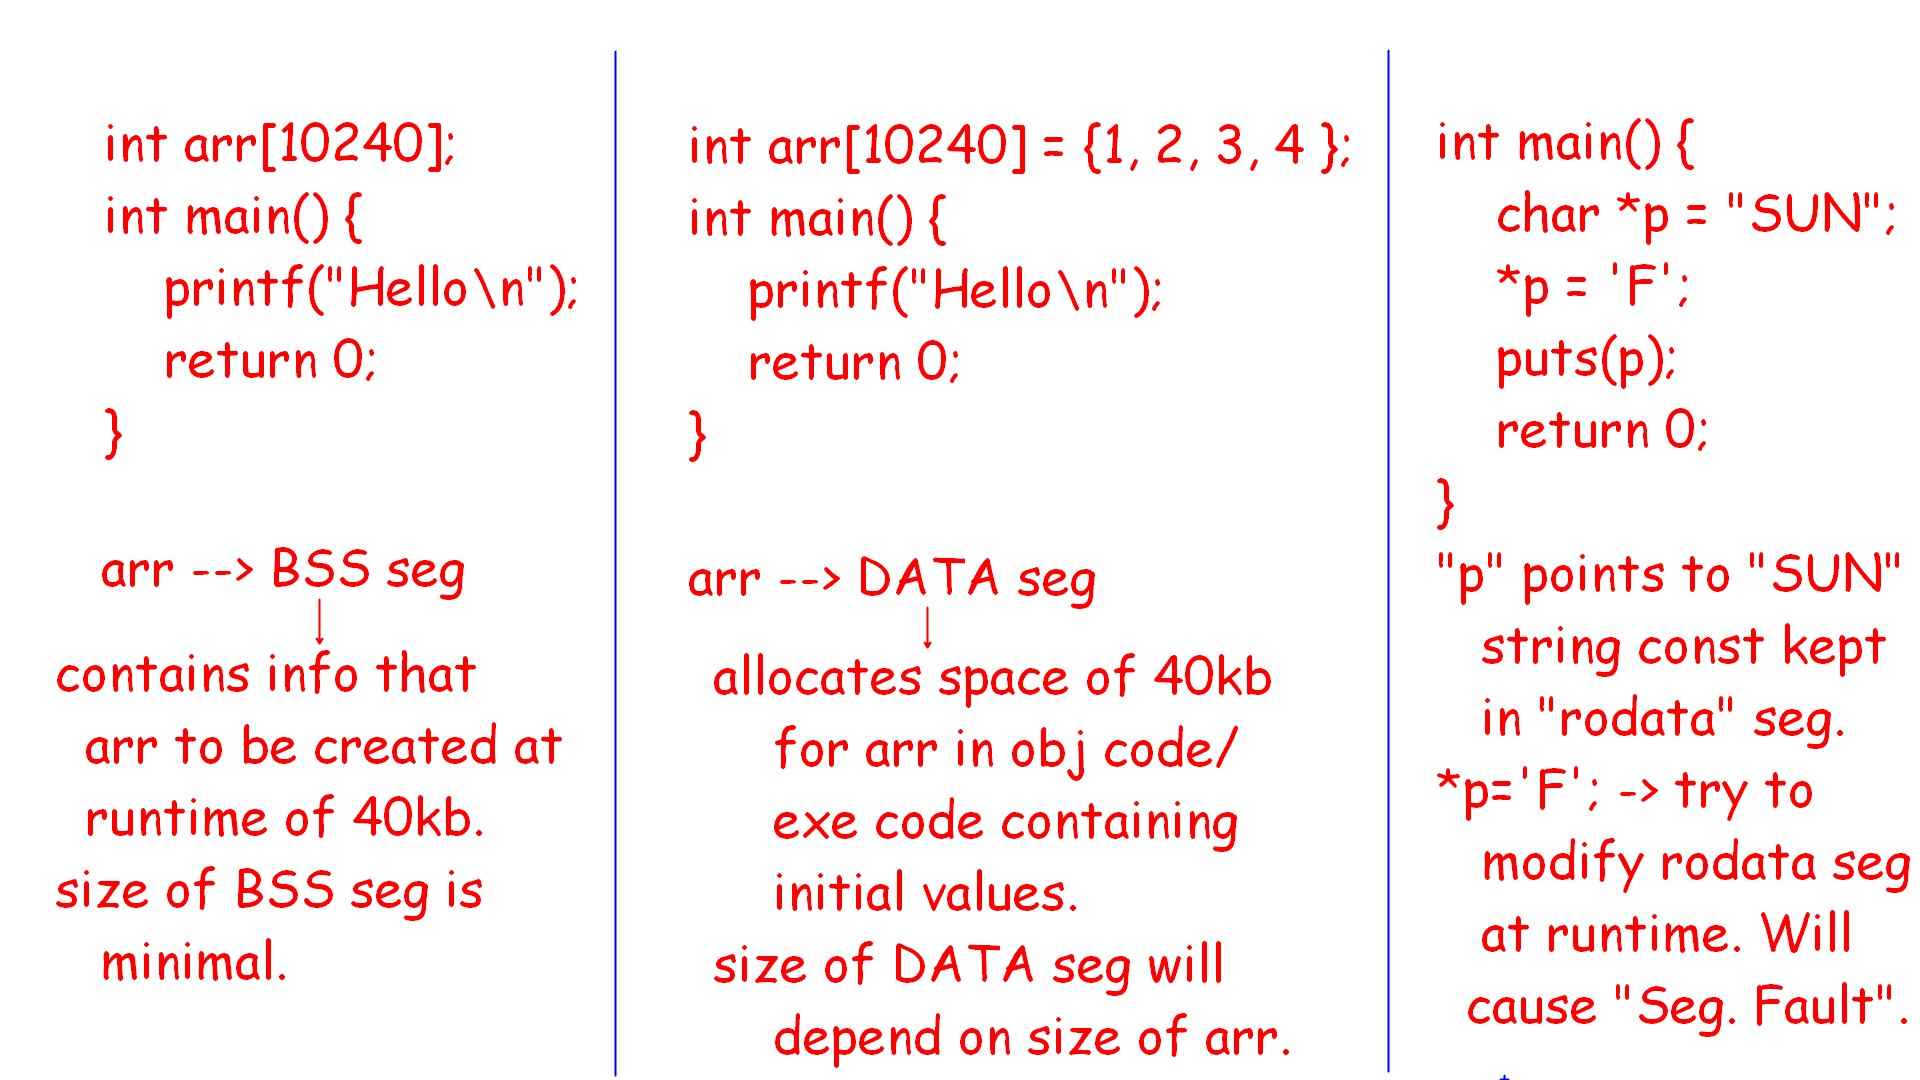 int arr[10240];
int main() {
printf("Hello\n");
return 0;
}
arr --> BSS seg
contains info that
arr to be created at
runtime of 40kb.
size of BSS seg is
minimal.
int arr[10240] = {1, 2, 3, 4 };
int main() {
printf("Hello\n");
return 0;
}
arr --> DATA seg
allocates space of 40kb
for arr in obj code/
exe code containing
initial values.
size of DATA seg will
depend on size of arr.
int main() {
char *p = "SUN";
*p = 'F';
puts(p);
return 0;
}
"p" points to "SUN"
string const kept
in "rodata" seg.
*p='F'; -> try to
modify rodata seg
at runtime. Will
cause "Seg. Fault".